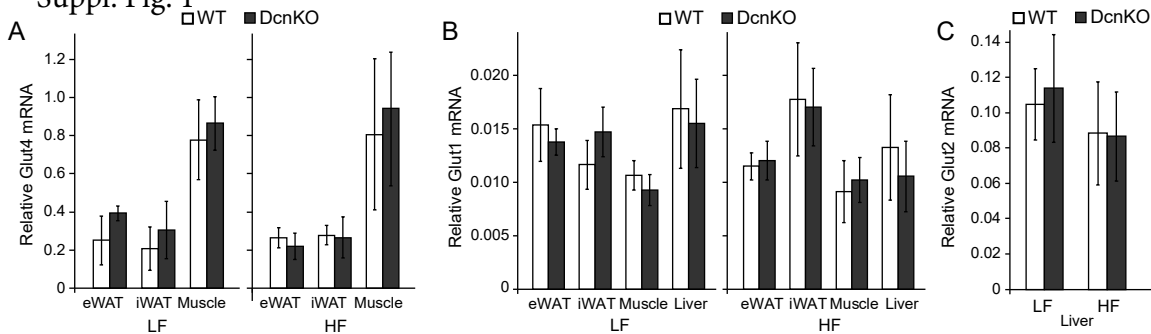 Suppl. Fig. 1
WT DcnKO
A
Relative Glut4 mRNA
1.2
1.0
0.8
0.6
0.4
0.2
0
eWAT iWAT Muscle
LF
eWAT iWAT Muscle
HF
WT DcnKO
B
Relative Glut1 mRNA
0.020
0.015
0.010
0.005
0
eWAT iWAT Muscle Liver
LF
eWAT iWAT Muscle Liver
HF
WT DcnKO
C
Relative Glut2 mRNA
0.14
0.12
0.10
0.08
0.06
0.04
0.02
0
LF HF
Liver